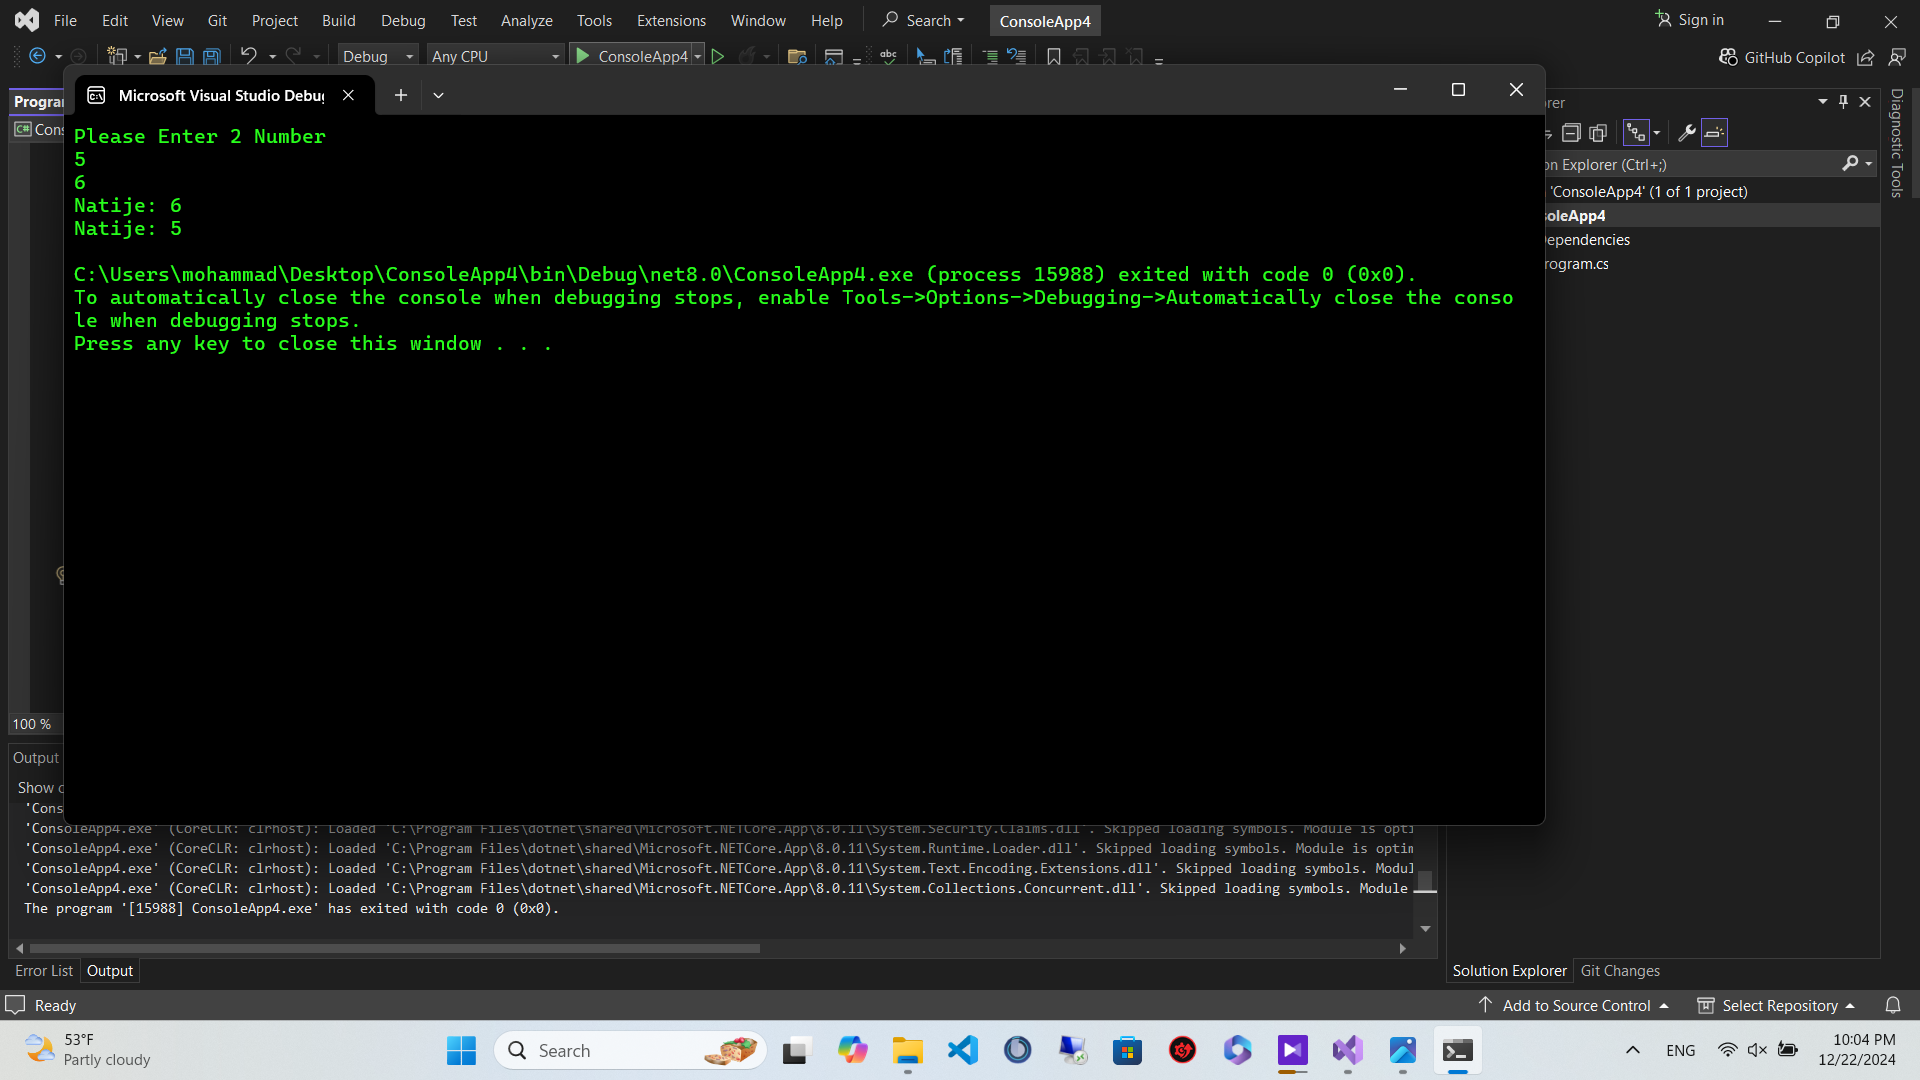 File Edit View Git Project Build Debug Test Analyze Tools Extensions Window Help Search ConsoleApp4 Sign in
Debug Any CPU ConsoleApp4 GitHub Copilot
Microsoft Visual Studio Debug
Please Enter 2 Number
5
6
Natije: 6
Natije: 5
C:\Users\mohammad\Desktop\ConsoleApp4\bin\Debug\net8.0\ConsoleApp4.exe (process 15988) exited with code 0 (0x0).
To automatically close the console when debugging stops, enable Tools->Options->Debugging->Automatically close the conso
le when debugging stops.
Press any key to close this window . . .
Diagnostic Tools
on Explorer (Ctrl+;)
'ConsoleApp4' (1 of 1 project)
soleApp4
ependencies
rogram.cs
100 %
Output
Show
'Cons
'ConsoleApp4.exe' (CoreCLR: clrhost): Loaded 'C:\Program Files\dotnet\shared\Microsoft.NETCore.App\8.0.11\System.Security.Claims.dll'. Skipped loading symbols. Module is opti
'ConsoleApp4.exe' (CoreCLR: clrhost): Loaded 'C:\Program Files\dotnet\shared\Microsoft.NETCore.App\8.0.11\System.Runtime.Loader.dll'. Skipped loading symbols. Module is optim
'ConsoleApp4.exe' (CoreCLR: clrhost): Loaded 'C:\Program Files\dotnet\shared\Microsoft.NETCore.App\8.0.11\System.Text.Encoding.Extensions.dll'. Skipped loading symbols. Modul
'ConsoleApp4.exe' (CoreCLR: clrhost): Loaded 'C:\Program Files\dotnet\shared\Microsoft.NETCore.App\8.0.11\System.Collections.Concurrent.dll'. Skipped loading symbols. Module
The program '[15988] ConsoleApp4.exe' has exited with code 0 (0x0).
Error List Output
Solution Explorer Git Changes
Ready Add to Source Control Select Repository
53°F
Partly cloudy
Search
ENG
10:04 PM
12/22/2024